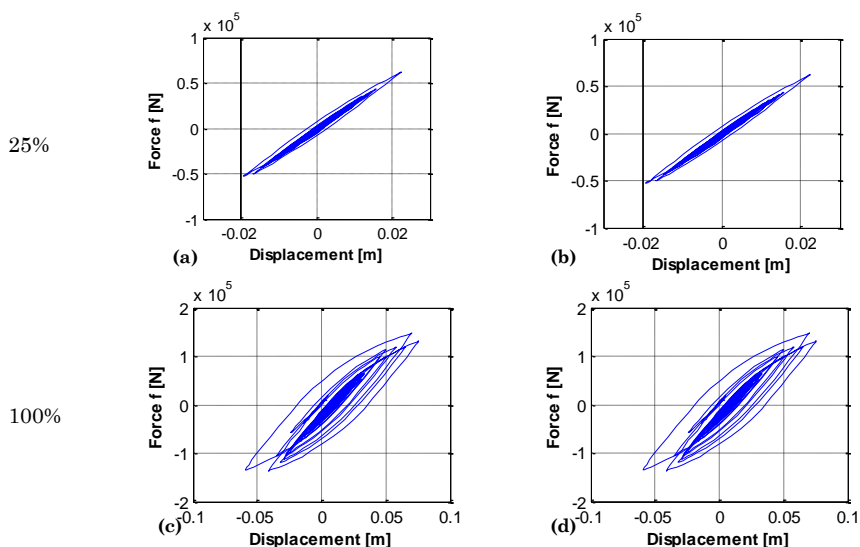 25%
x 10^5
Force f [N]
1
0.5
0
-0.5
-1
-0.02 0 0.02
(a) Displacement [m]
x 10^5
Force f [N]
1
0.5
0
-0.5
-1
-0.02 0 0.02
(b) Displacement [m]
100%
x 10^5
Force f [N]
2
1
0
-1
-2
-0.1 -0.05 0 0.05 0.1
(c) Displacement [m]
x 10^5
Force f [N]
2
1
0
-1
-2
-0.1 -0.05 0 0.05 0.1
(d) Displacement [m]